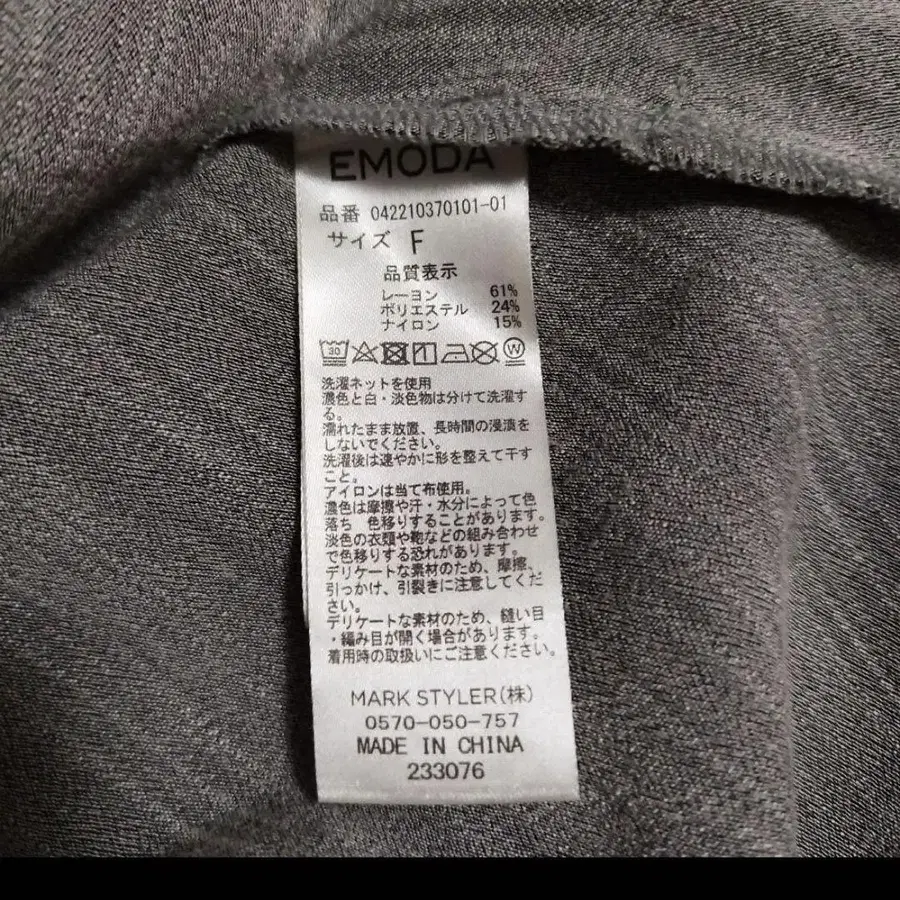 EMODA
品番 042210370101-01
サイズ F
品質表示
レーヨン 61%
ポリエステル 24%
ナイロン 15%
30 W
洗濯ネットを使用
濃色と白・淡色物は分けて洗濯す
る。
濡れたまま放置、長時間の浸漬を
しないでください。
洗濯後は速やかに形を整えて干す
こと。
アイロンは当て布使用。
濃色は摩擦や汗・水分によって色
落ち 色移りすることがあります。
淡色の衣類や鞄などの組み合わせ
で色移りする恐れがあります。
デリケートな素材のため、摩擦、
引っかけ、引裂きに注意してくだ
さい。
デリケートな素材のため、縫い目
・編み目が開く場合があります。
着用時の取扱いにご注意ください。
MARK STYLER(株)
0570-050-757
MADE IN CHINA
233076